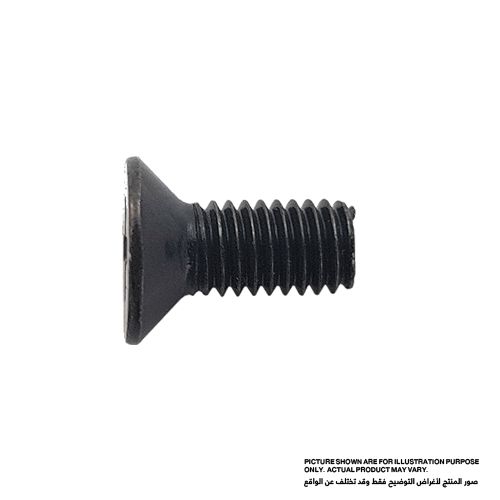 PICTURE SHOWN ARE FOR ILLUSTRATION PURPOSE
ONLY. ACTUAL PRODUCT MAY VARY.
صور المنتج لأغراض التوضيح فقط وقد تختلف عن الواقع